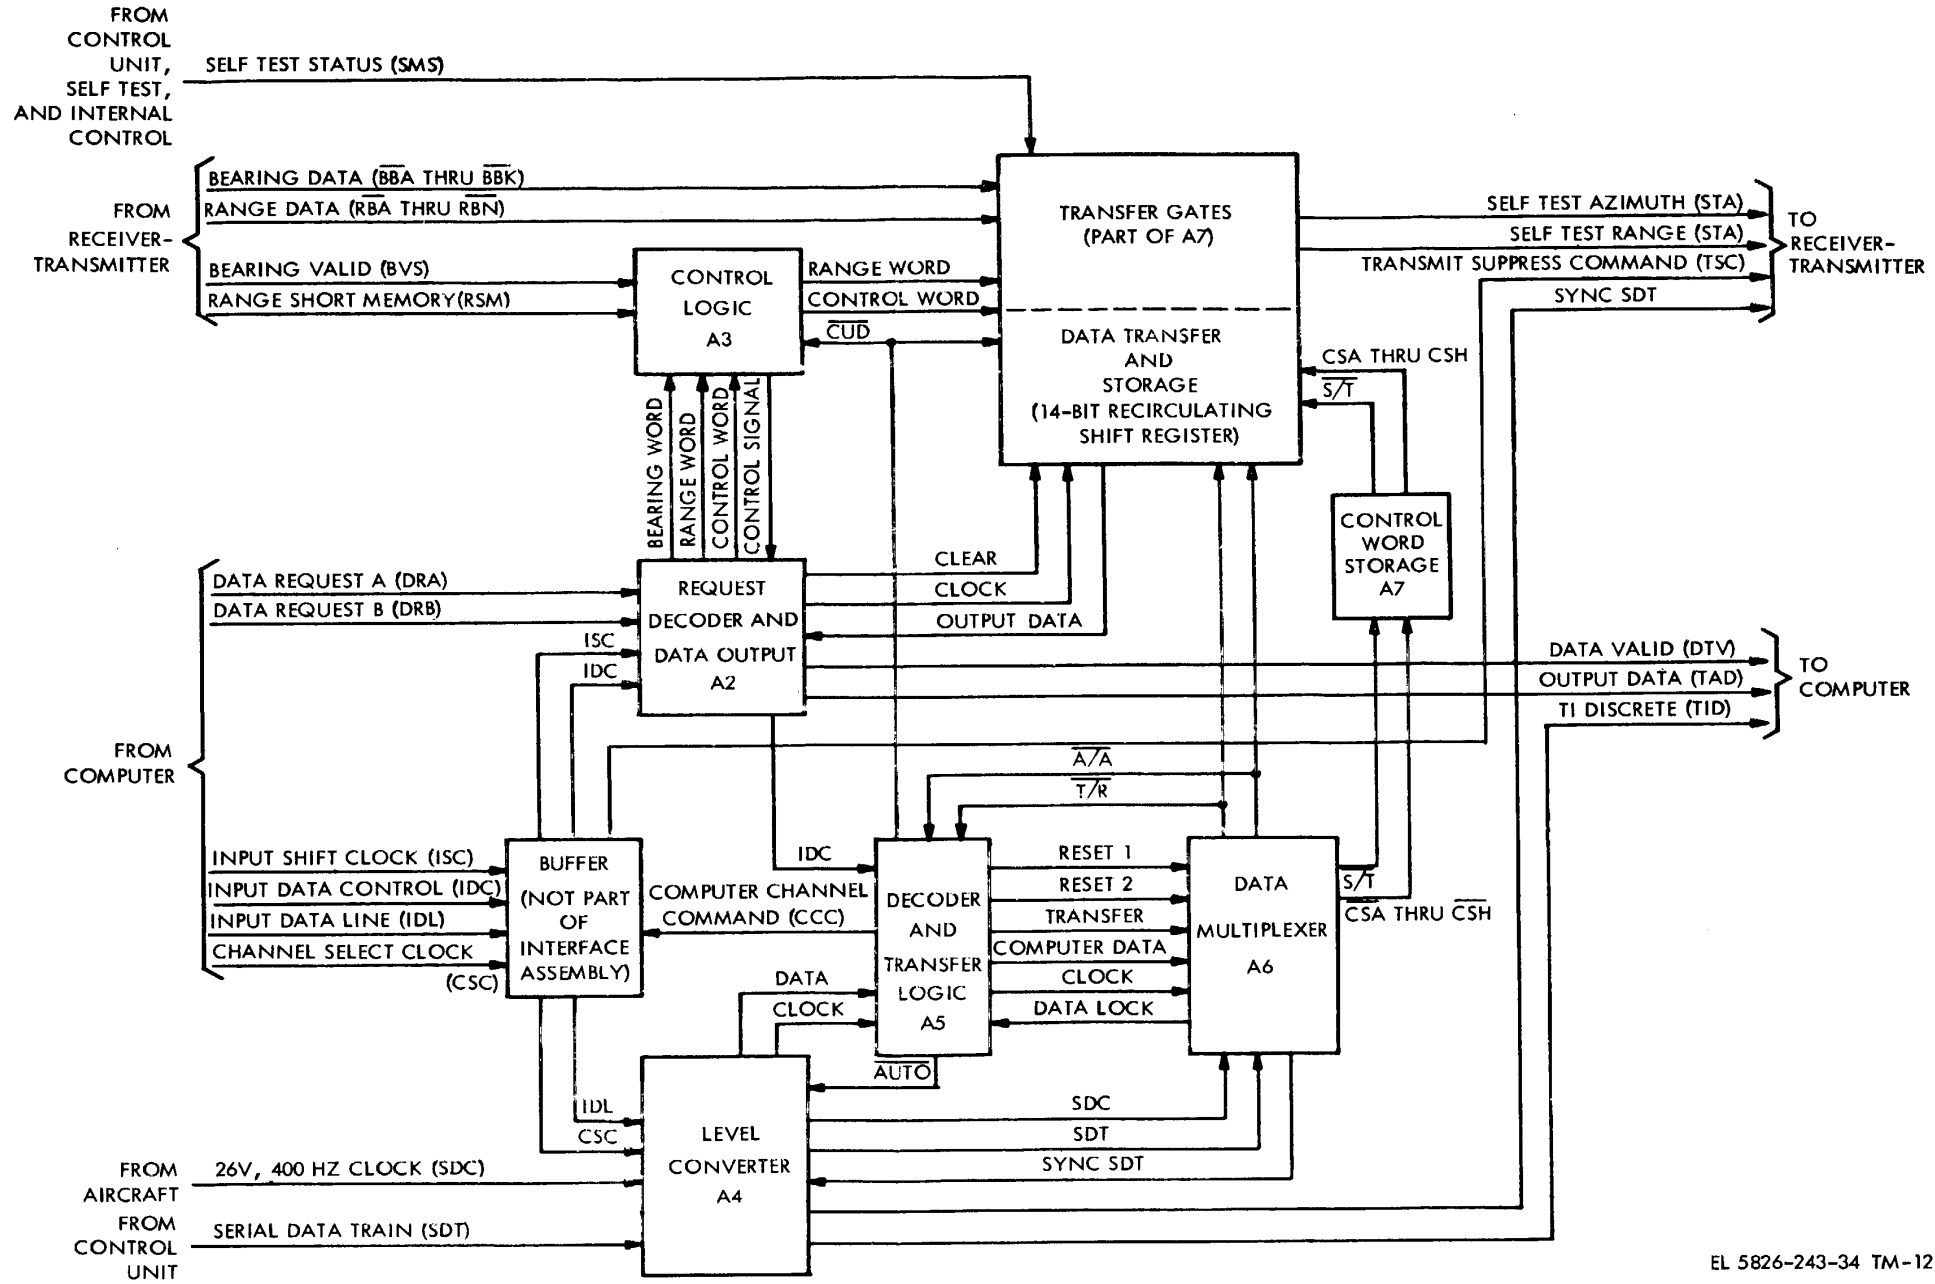 FROM
CONTROL
UNIT,
SELF TEST,
AND INTERNAL
CONTROL
SELF TEST STATUS (SMS)
FROM
RECEIVER-
TRANSMITTER
BEARING DATA (B̅B̅A THRU B̅B̅K)
RANGE DATA (R̅B̅A THRU R̅B̅N)
BEARING VALID (BVS)
RANGE SHORT MEMORY(RSM)
CONTROL
LOGIC
A3
RANGE WORD
CONTROL WORD
C̅U̅D̅
TRANSFER GATES
(PART OF A7)
DATA TRANSFER
AND
STORAGE
(14-BIT RECIRCULATING
SHIFT REGISTER)
SELF TEST AZIMUTH (STA)
SELF TEST RANGE (STA)
TRANSMIT SUPPRESS COMMAND (TSC)
SYNC SDT
TO
RECEIVER-
TRANSMITTER
CSA THRU CSH
S̅/̅T̅
CONTROL
WORD
STORAGE
A7
BEARING WORD
RANGE WORD
CONTROL WORD
CONTROL SIGNAL
FROM
COMPUTER
DATA REQUEST A (DRA)
DATA REQUEST B (DRB)
ISC
IDC
REQUEST
DECODER AND
DATA OUTPUT
A2
CLEAR
CLOCK
OUTPUT DATA
DATA VALID (DTV)
OUTPUT DATA (TAD)
TI DISCRETE (TID)
TO
COMPUTER
A̅/̅A̅
T̅/̅R̅
INPUT SHIFT CLOCK (ISC)
INPUT DATA CONTROL (IDC)
INPUT DATA LINE (IDL)
CHANNEL SELECT CLOCK
(CSC)
BUFFER
(NOT PART
OF
INTERFACE
ASSEMBLY)
IDC
COMPUTER CHANNEL
COMMAND (CCC)
DATA
CLOCK
DECODER
AND
TRANSFER
LOGIC
A5
RESET 1
RESET 2
TRANSFER
COMPUTER DATA
CLOCK
DATA LOCK
DATA
MULTIPLEXER
A6
S̅/̅T̅
C̅S̅A THRU C̅S̅H̅
A̅U̅T̅O̅
IDL
CSC
LEVEL
CONVERTER
A4
SDC
SDT
SYNC SDT
FROM
AIRCRAFT
26V, 400 HZ CLOCK (SDC)
FROM
CONTROL
UNIT
SERIAL DATA TRAIN (SDT)
EL 5826-243-34 TM-12